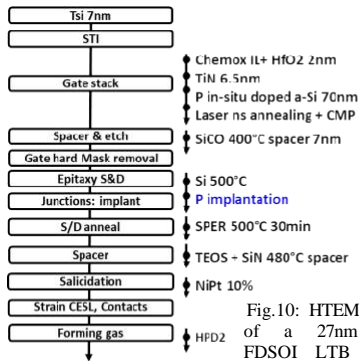 Tsi 7nm
STI
Gate stack
Chemox IL+ HfO2 2nm
TiN 6.5nm
P in-situ doped a-Si 70nm
Laser ns annealing + CMP
Spacer & etch
SiCO 400°C spacer 7nm
Gate hard Mask removal
Epitaxy S&D
Si 500°C
Junctions: implant
P implantation
S/D anneal
SPER 500°C 30min
Spacer
TEOS + SiN 480°C spacer
Salicidation
NiPt 10%
Strain CESL, Contacts
Forming gas
HPD2
Fig.10: HTEM
of a 27nm
FDSOI LTB